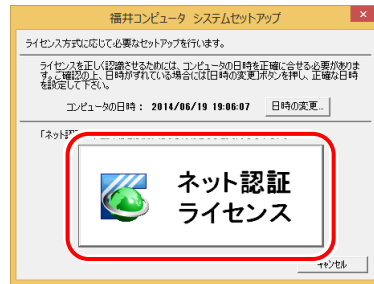 福井コンピュータ システムセットアップ
ライセンス方式に応じて必要なセットアップを行います。
ライセンスを正しく認識させるためには、コンピュータの日時を正確に合せる必要がありま
す。ご確認の上、日時がずれている場合には日時の変更ボタンを押し、正確な日時
を設定して下さい。
コンピュータの日時： 2014/06/19 19:06:07 日時の変更..
「ネット認
ネット認証
ライセンス
キャンセル